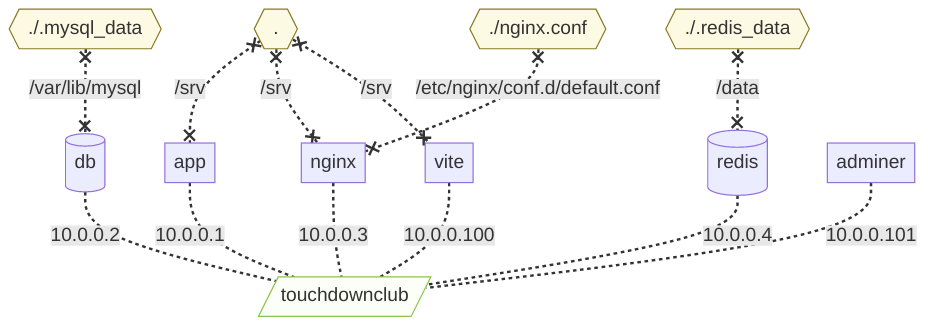 ./.mysql_data
.
./nginx.conf
./.redis_data
/var/lib/mysql
/srv
/srv
/srv
/etc/nginx/conf.d/default.conf
/data
db
app
nginx
vite
redis
adminer
10.0.0.2
10.0.0.1
10.0.0.3
10.0.0.100
10.0.0.4
10.0.0.101
touchdownclub